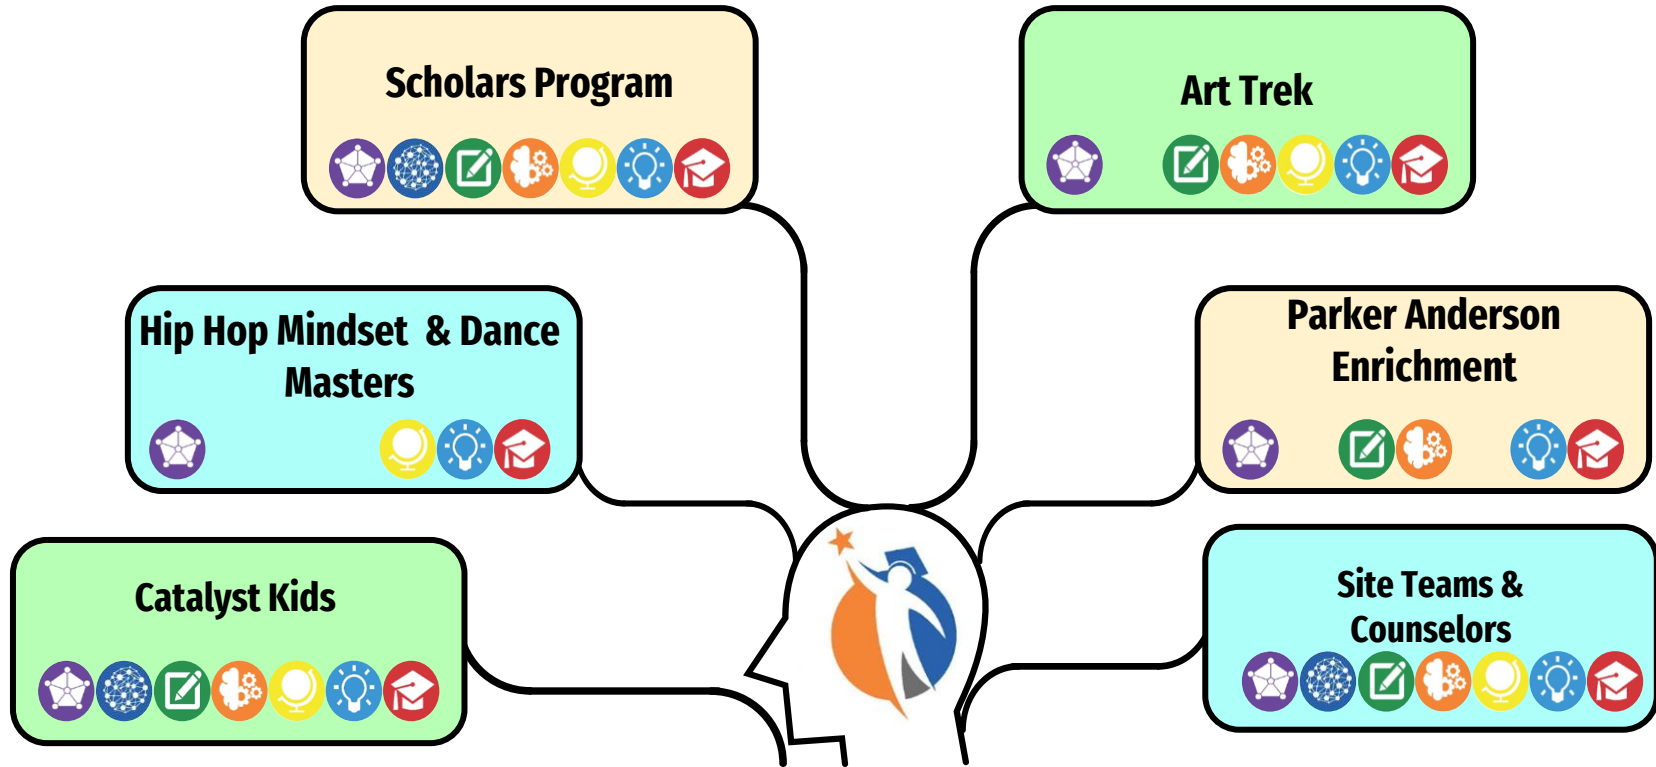 Scholars Program
Art Trek
Hip Hop Mindset & Dance
Masters
Parker Anderson
Enrichment
Catalyst Kids
Site Teams &
Counselors